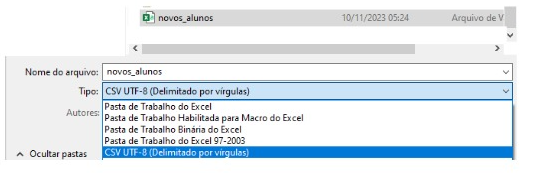 novos_alunos 10/11/2023 05:24 Arquivo de V
Nome do arquivo: novos_alunos
Tipo: CSV UTF-8 (Delimitado por vírgulas)
Autores: Pasta de Trabalho do Excel
Pasta de Trabalho Habilitada para Macro do Excel
Pasta de Trabalho Binária do Excel
Pasta de Trabalho do Excel 97-2003
Ocultar pastas CSV UTF-8 (Delimitado por vírgulas)